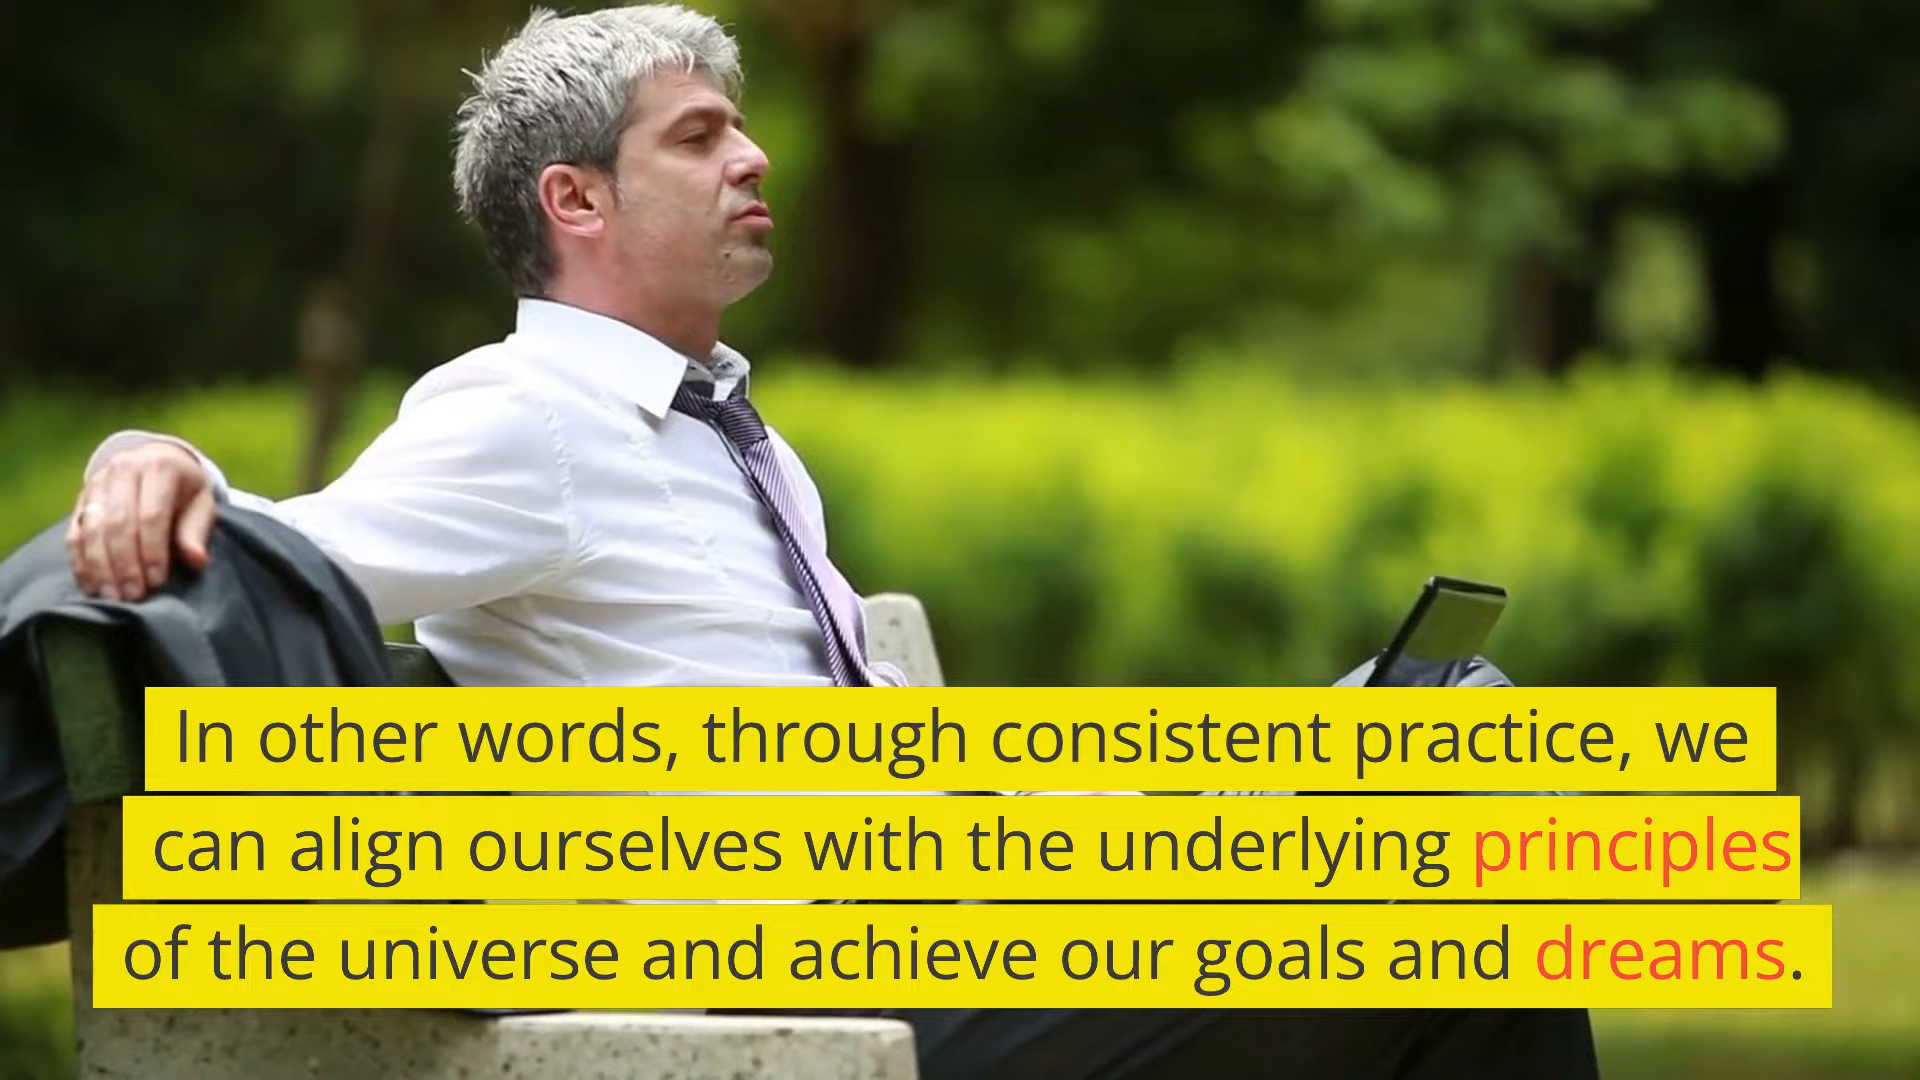 In other words, through consistent practice, we
can align ourselves with the underlying principles
of the universe and achieve our goals and dreams.